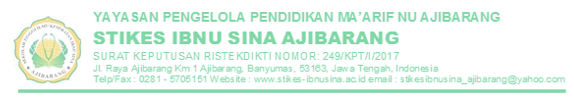 YAYASAN PENGELOLA PENDIDIKAN MA'ARIF NU AJIBARANG
STIKES IBNU SINA AJIBARANG
SURAT KEPUTUSAN RISTEKDIKTI NOMOR: 249/KPT/I/2017
Jl. Raya Ajibarang Km 1 Ajibarang, Banyumas, 53163, Jawa Tengah, Indonesia
Telp/Fax : 0281 - 5705151 Website : www.stikes-ibnusina.ac.id email : stikesibnusina_ajibarang@yahoo.com
AJIBARANG